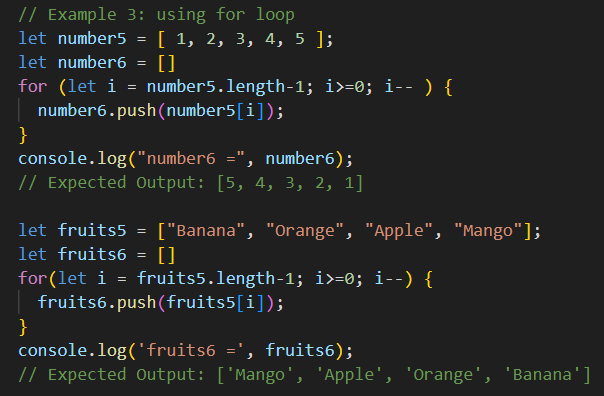 // Example 3: using for loop
let number5 = [ 1, 2, 3, 4, 5 ];
let number6 = []
for (let i = number5.length-1; i>=0; i-- ) {
  number6.push(number5[i]);
}
console.log("number6 =", number6);
// Expected Output: [5, 4, 3, 2, 1]

let fruits5 = ["Banana", "Orange", "Apple", "Mango"];
let fruits6 = []
for(let i = fruits5.length-1; i>=0; i--) {
  fruits6.push(fruits5[i]);
}
console.log('fruits6 =', fruits6);
// Expected Output: ['Mango', 'Apple', 'Orange', 'Banana']